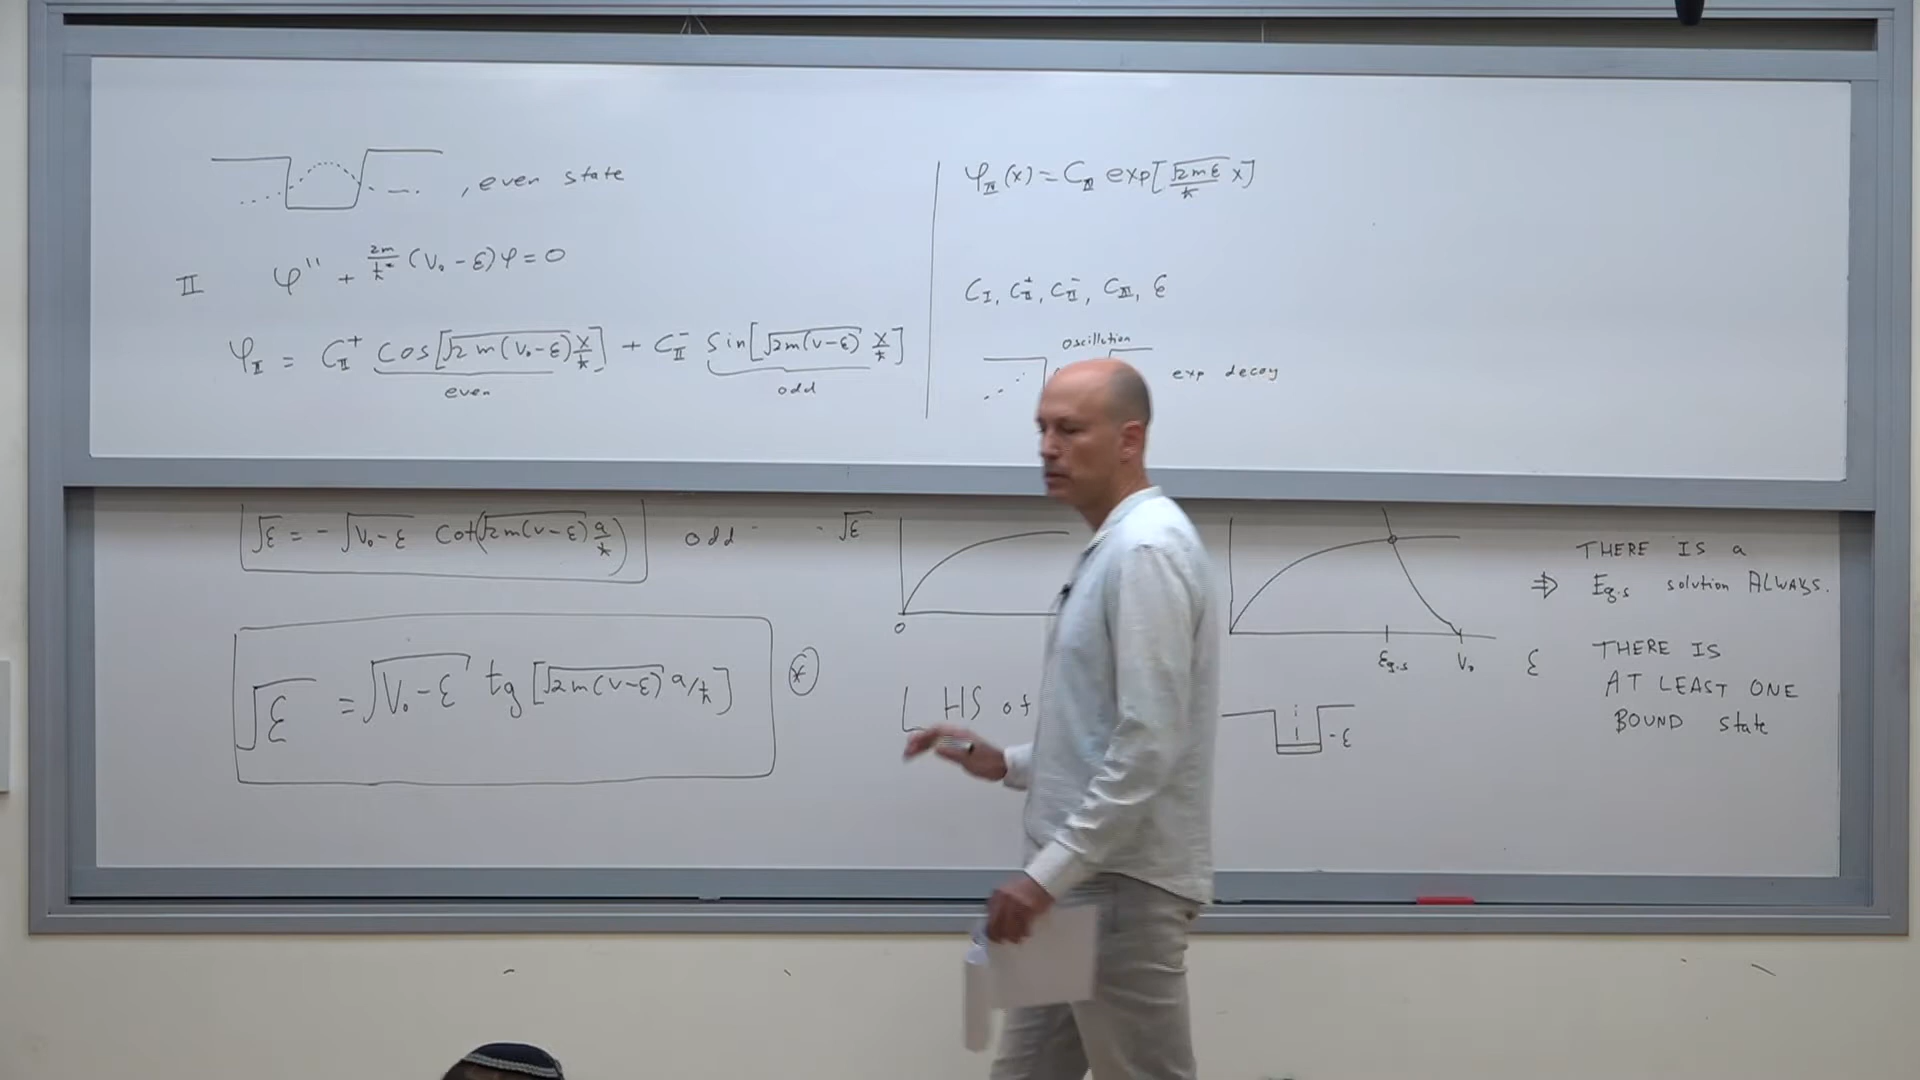 , even state
II φ'' + 2m/ħ² (V₀ - ε)φ = 0
φ_II = C_II⁺ cos[√2m(V₀-ε) x/ħ] + C_II⁻ sin[√2m(v-ε) x/ħ]
even
odd
φ_III(x) = C_III exp[√2mε/ħ x]
C_I, C_II⁺, C_II⁻, C_III, ε
oscillation
exp decay
√ε = -√V₀-ε cot(√2m(v-ε) a/ħ) odd
√ε = √V₀-ε tg[√2m(v-ε) a/ħ] *
√ε
0
LHS of
ε_g.s V₀ ε
-ε
THERE IS a
⇒ E_g.s solution ALWAYS.
THERE IS
AT LEAST ONE
BOUND state